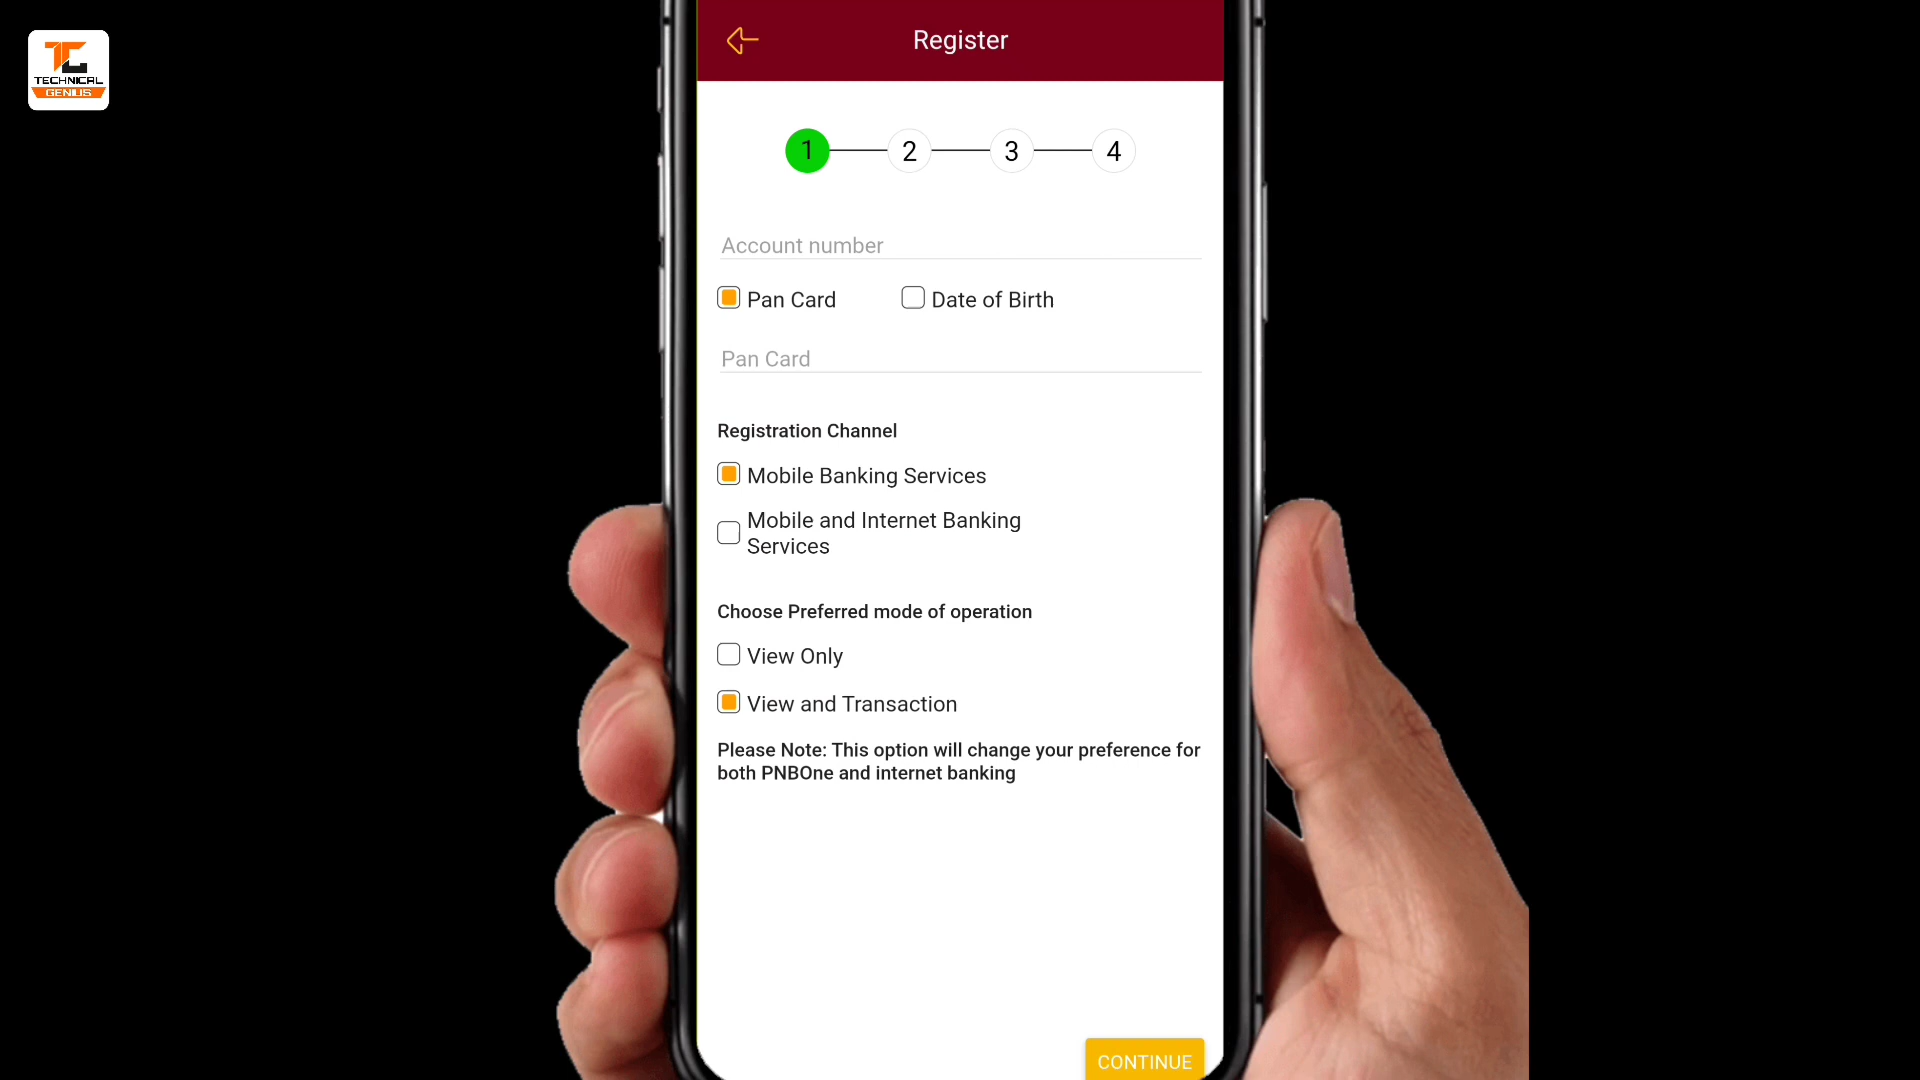 TECHNICAL
GENIUS
Register
1 2 3 4
Account number
Pan Card Date of Birth
Pan Card
Registration Channel
Mobile Banking Services
Mobile and Internet Banking
Services
Choose Preferred mode of operation
View Only
View and Transaction
Please Note: This option will change your preference for
both PNBOne and internet banking
CONTINUE